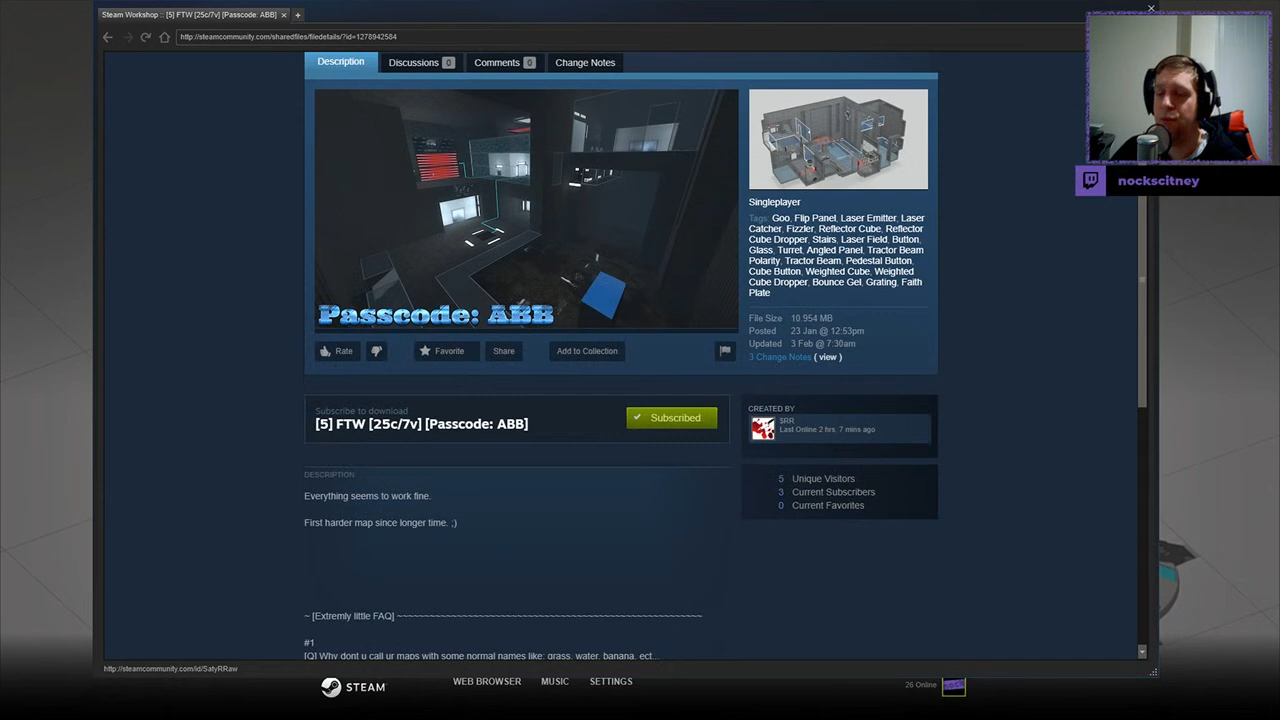 Steam Workshop :: [5] FTW [25c/7v] [Passcode: ABB]
http://steamcommunity.com/sharedfiles/filedetails/?id=1278942584
Description
Discussions 0
Comments 0
Change Notes
Passcode: ABB
Singleplayer
Tags: Goo, Flip Panel, Laser Emitter, Laser
Catcher, Fizzler, Reflector Cube, Reflector
Cube Dropper, Stairs, Laser Field, Button,
Glass, Turret, Angled Panel, Tractor Beam
Polarity, Tractor Beam, Pedestal Button,
Cube Button, Weighted Cube, Weighted
Cube Dropper, Bounce Gel, Grating, Faith
Plate
File Size 10.954 MB
Posted 23 Jan @ 12:53pm
Updated 3 Feb @ 7:30am
3 Change Notes ( view )
Rate
Favorite
Share
Add to Collection
Subscribe to download
[5] FTW [25c/7v] [Passcode: ABB]
Subscribed
CREATED BY
$RR
Last Online 2 hrs, 7 mins ago
5 Unique Visitors
3 Current Subscribers
0 Current Favorites
DESCRIPTION
Everything seems to work fine.
First harder map since longer time. ;)
~ [Extremly little FAQ] ~~~~~~~~~~~~~~~~~~~~~~~~~~~~~~~~~~~~~~~~~~~~~~~~~~~
#1
[Q] Why dont u call ur maps with some normal names like: grass, water, banana, ect...
http://steamcommunity.com/id/SatyRRaw
STEAM
WEB BROWSER
MUSIC
SETTINGS
26 Online
nockscitney